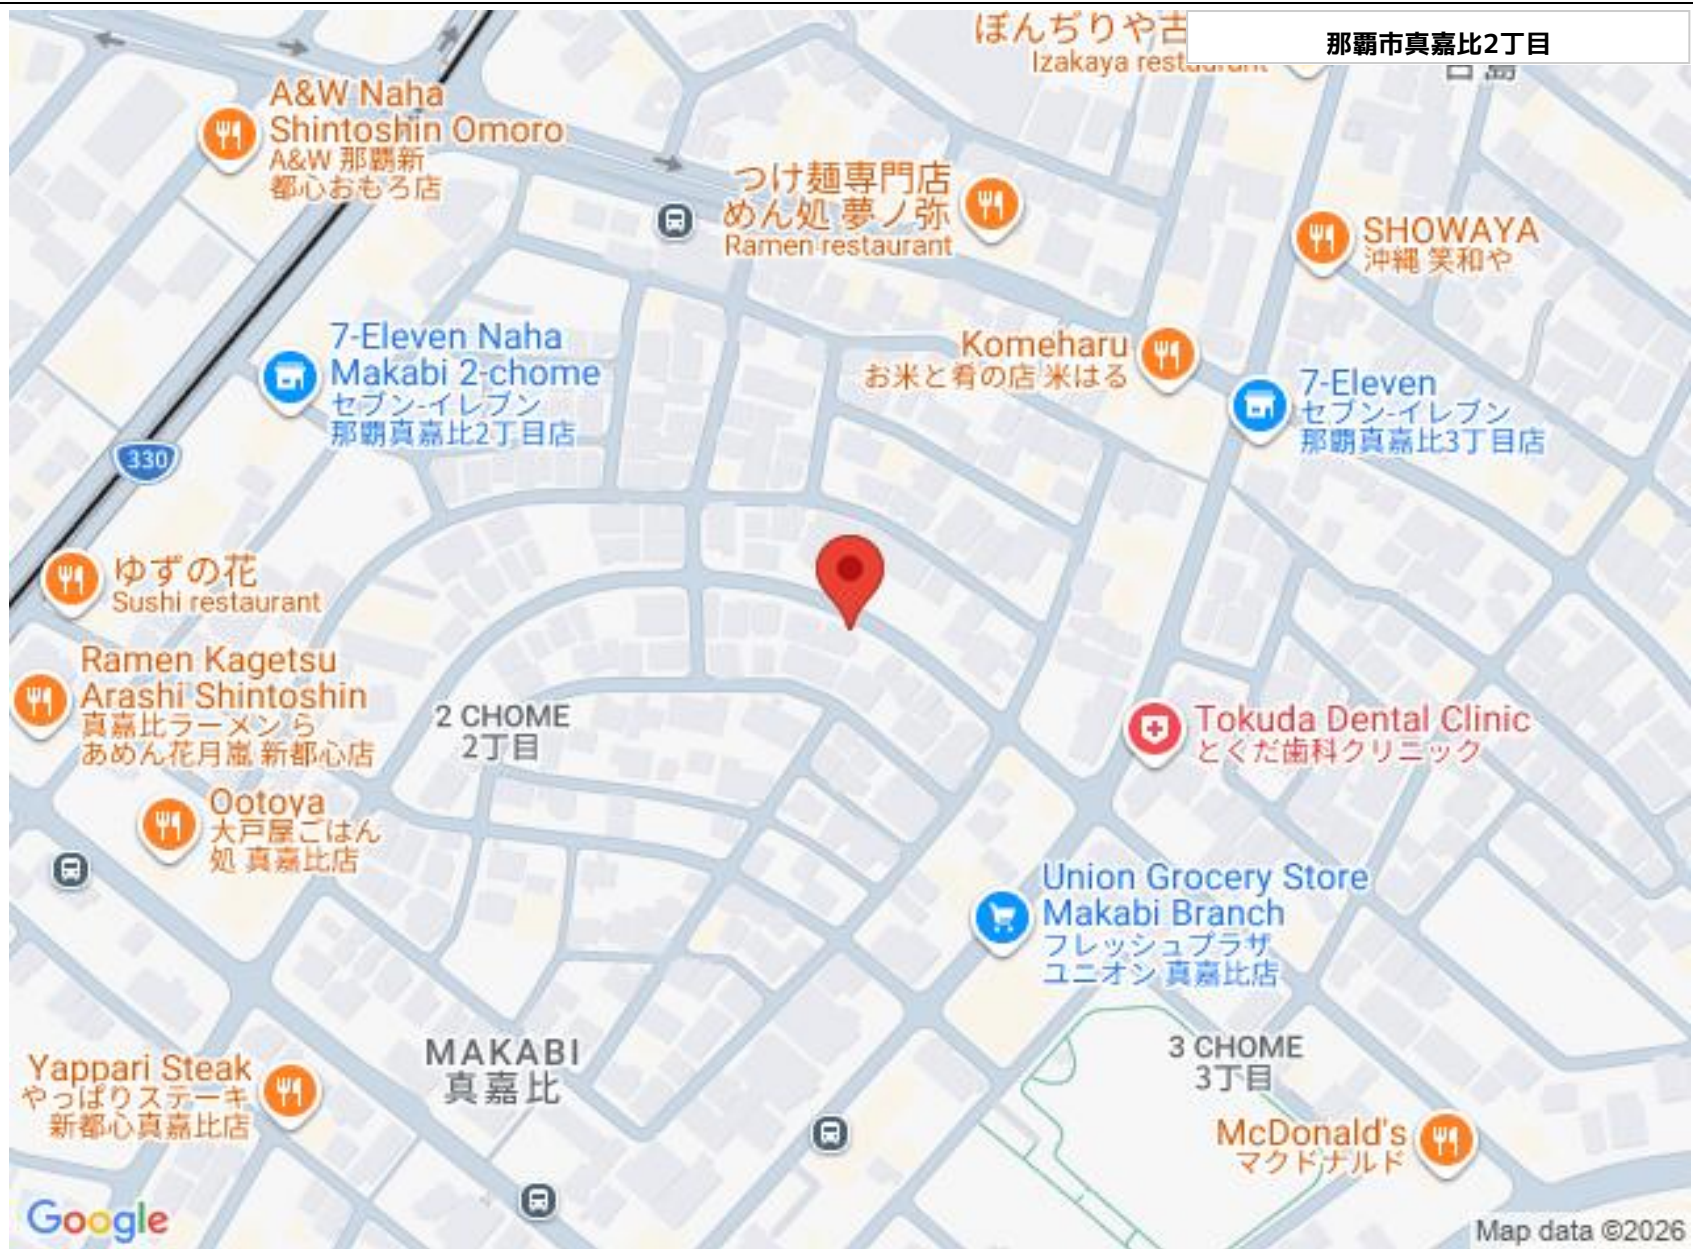 ぼんぢりや古
Izakaya restaurant
那覇市真嘉比2丁目
古島
A&W Naha
Shintoshin Omoro
A&W 那覇新
都心おもろ店
つけ麺専門店
めん処 夢ノ弥
Ramen restaurant
SHOWAYA
沖縄 笑和や
7-Eleven Naha
Makabi 2-chome
セブン-イレブン
那覇真嘉比2丁目店
Komeharu
お米と肴の店 米はる
7-Eleven
セブン-イレブン
那覇真嘉比3丁目店
330
ゆずの花
Sushi restaurant
Ramen Kagetsu
Arashi Shintoshin
真嘉比ラーメン ら
あめん花月嵐 新都心店
2 CHOME
2丁目
Tokuda Dental Clinic
とくだ歯科クリニック
Ootoya
大戸屋ごはん
処 真嘉比店
Union Grocery Store
Makabi Branch
フレッシュプラザ
ユニオン 真嘉比店
MAKABI
真嘉比
3 CHOME
3丁目
Yappari Steak
やっぱりステーキ
新都心真嘉比店
McDonald's
マクドナルド
Google
Map data ©2026